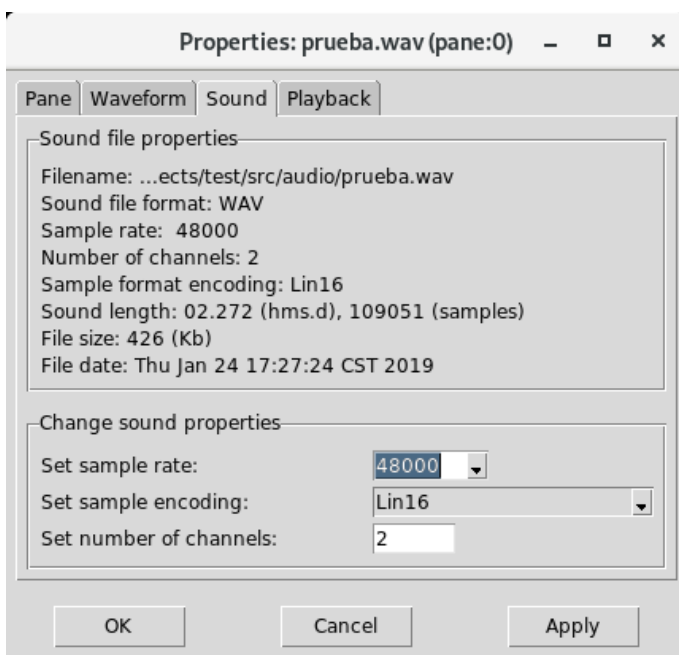 Properties: prueba.wav (pane:0)
Pane Waveform Sound Playback
Sound file properties
Filename: ...ects/test/src/audio/prueba.wav
Sound file format: WAV
Sample rate:  48000
Number of channels: 2
Sample format encoding: Lin16
Sound length: 02.272 (hms.d), 109051 (samples)
File size: 426 (Kb)
File date: Thu Jan 24 17:27:24 CST 2019
Change sound properties
Set sample rate: 48000
Set sample encoding: Lin16
Set number of channels: 2
OK Cancel Apply